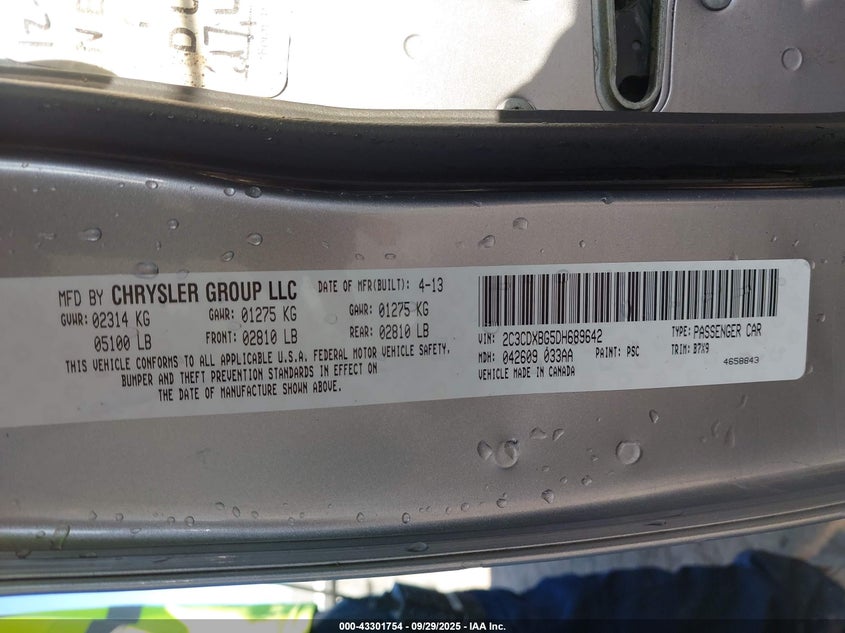 MFD BY CHRYSLER GROUP LLC DATE OF MFR(BUILT): 4-13
GVWR: 02314 KG GAWR: 01275 KG GAWR: 01275 KG
05100 LB FRONT: 02810 LB REAR: 02810 LB
THIS VEHICLE CONFORMS TO ALL APPLICABLE U.S.A. FEDERAL MOTOR VEHICLE SAFETY,
BUMPER AND THEFT PREVENTION STANDARDS IN EFFECT ON
THE DATE OF MANUFACTURE SHOWN ABOVE.
VIN: 2C3CDXBG5DH689642 TYPE: PASSENGER CAR
MDH: 042609 033AA PAINT: PSC TRIM: B7X9
VEHICLE MADE IN CANADA 4658843
000-43301754 - 09/29/2025 - IAA Inc.